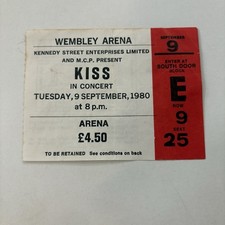 WEMBLEY ARENA
KENNEDY STREET ENTERPRISES LIMITED
AND M.C.P. PRESENT
KISS
IN CONCERT
TUESDAY, 9 SEPTEMBER, 1980
at 8 p.m.
ARENA
£4.50
TO BE RETAINED See conditions on back
SEPTEMBER
9
ENTER AT
SOUTH DOOR
BLOCK
E
ROW
9
SEAT
25